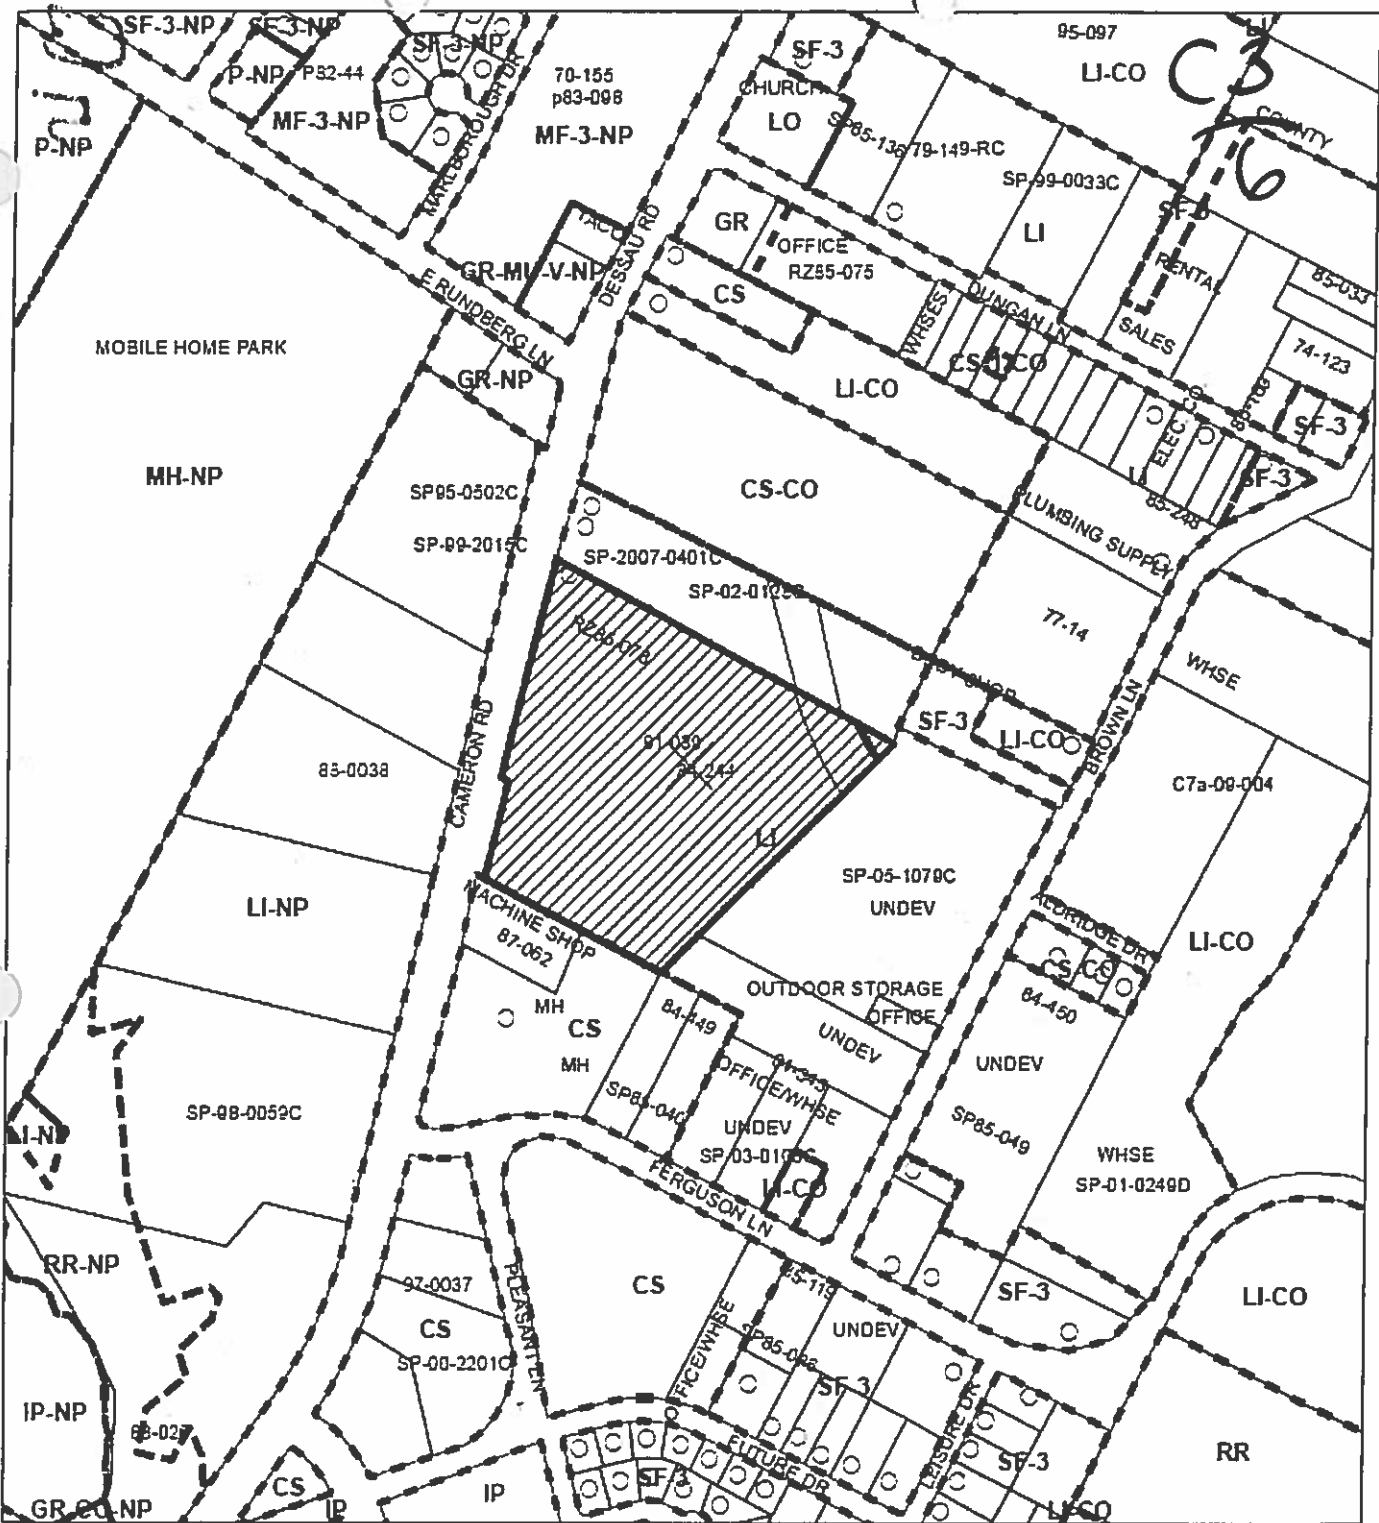 SF-3-NP
SF-3-NP
SF-3-NP
P-NP
P82-44
MF-3-NP
P-NP
MARLBOROUGH DR
70-155
p83-098
MF-3-NP
SF-3
CHURCH
LO
SP85-136
79-149-RC
SP-99-0033C
LI
95-097
LI-CO
LI
C3
6
COUNTY
SF-3
RENTAL
SALES
85-033
74-123
SF-3
SF-3
TACO
GR-MU-V-NP
DESSAU RD
E RUNDBERG LN
GR-NP
GR
OFFICE
RZ85-075
CS
WHSES
DUNGAN LN
LI-CO
ELEC. CO
LI
85-248
MOBILE HOME PARK
MH-NP
SP95-0502C
SP-99-2015C
CS-CO
PLUMBING SUPPLY
SP-2007-0401C
77-14
WHSE
SF-3
LI-CO
BROWN LN
CAMERON RD
85-0038
LI
C7a-09-004
SP-05-1079C
UNDEV
LI-NP
MACHINE SHOP
87-062
ALDRIDGE DR
LI-CO
MH
CS
MH
84-449
OUTDOOR STORAGE
OFFICE
UNDEV
CS-CO
84-450
UNDEV
SP85-049
OFFICE/WHSE
UNDEV
LI-CO
WHSE
SP-01-0249D
SP-98-0059C
FERGUSON LN
RR-NP
97-0037
CS
SP-00-2201C
PLEASANT LN
CS
OFFICE/WHSE
UNDEV
SF-3
SF-3
LI-CO
IP-NP
GR-CO-NP
CS
IP
IP
SF-3
FUTURE DR
LEISURE DR
SF-3
LI-CO
RR